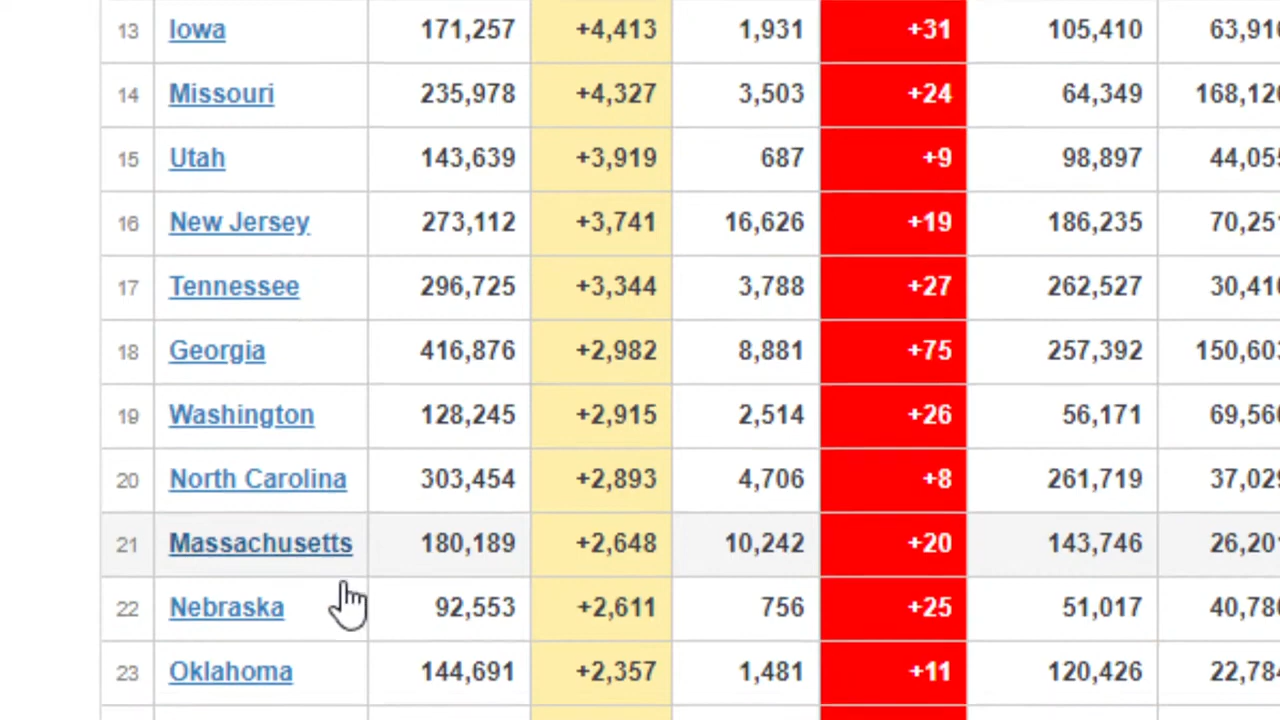 13 Iowa 171,257 +4,413 1,931 +31 105,410
14 Missouri 235,978 +4,327 3,503 +24 64,349
15 Utah 143,639 +3,919 687 +9 98,897
16 New Jersey 273,112 +3,741 16,626 +19 186,235
17 Tennessee 296,725 +3,344 3,788 +27 262,527
18 Georgia 416,876 +2,982 8,881 +75 257,392
19 Washington 128,245 +2,915 2,514 +26 56,171
20 North Carolina 303,454 +2,893 4,706 +8 261,719
21 Massachusetts 180,189 +2,648 10,242 +20 143,746
22 Nebraska 92,553 +2,611 756 +25 51,017
23 Oklahoma 144,691 +2,357 1,481 +11 120,426